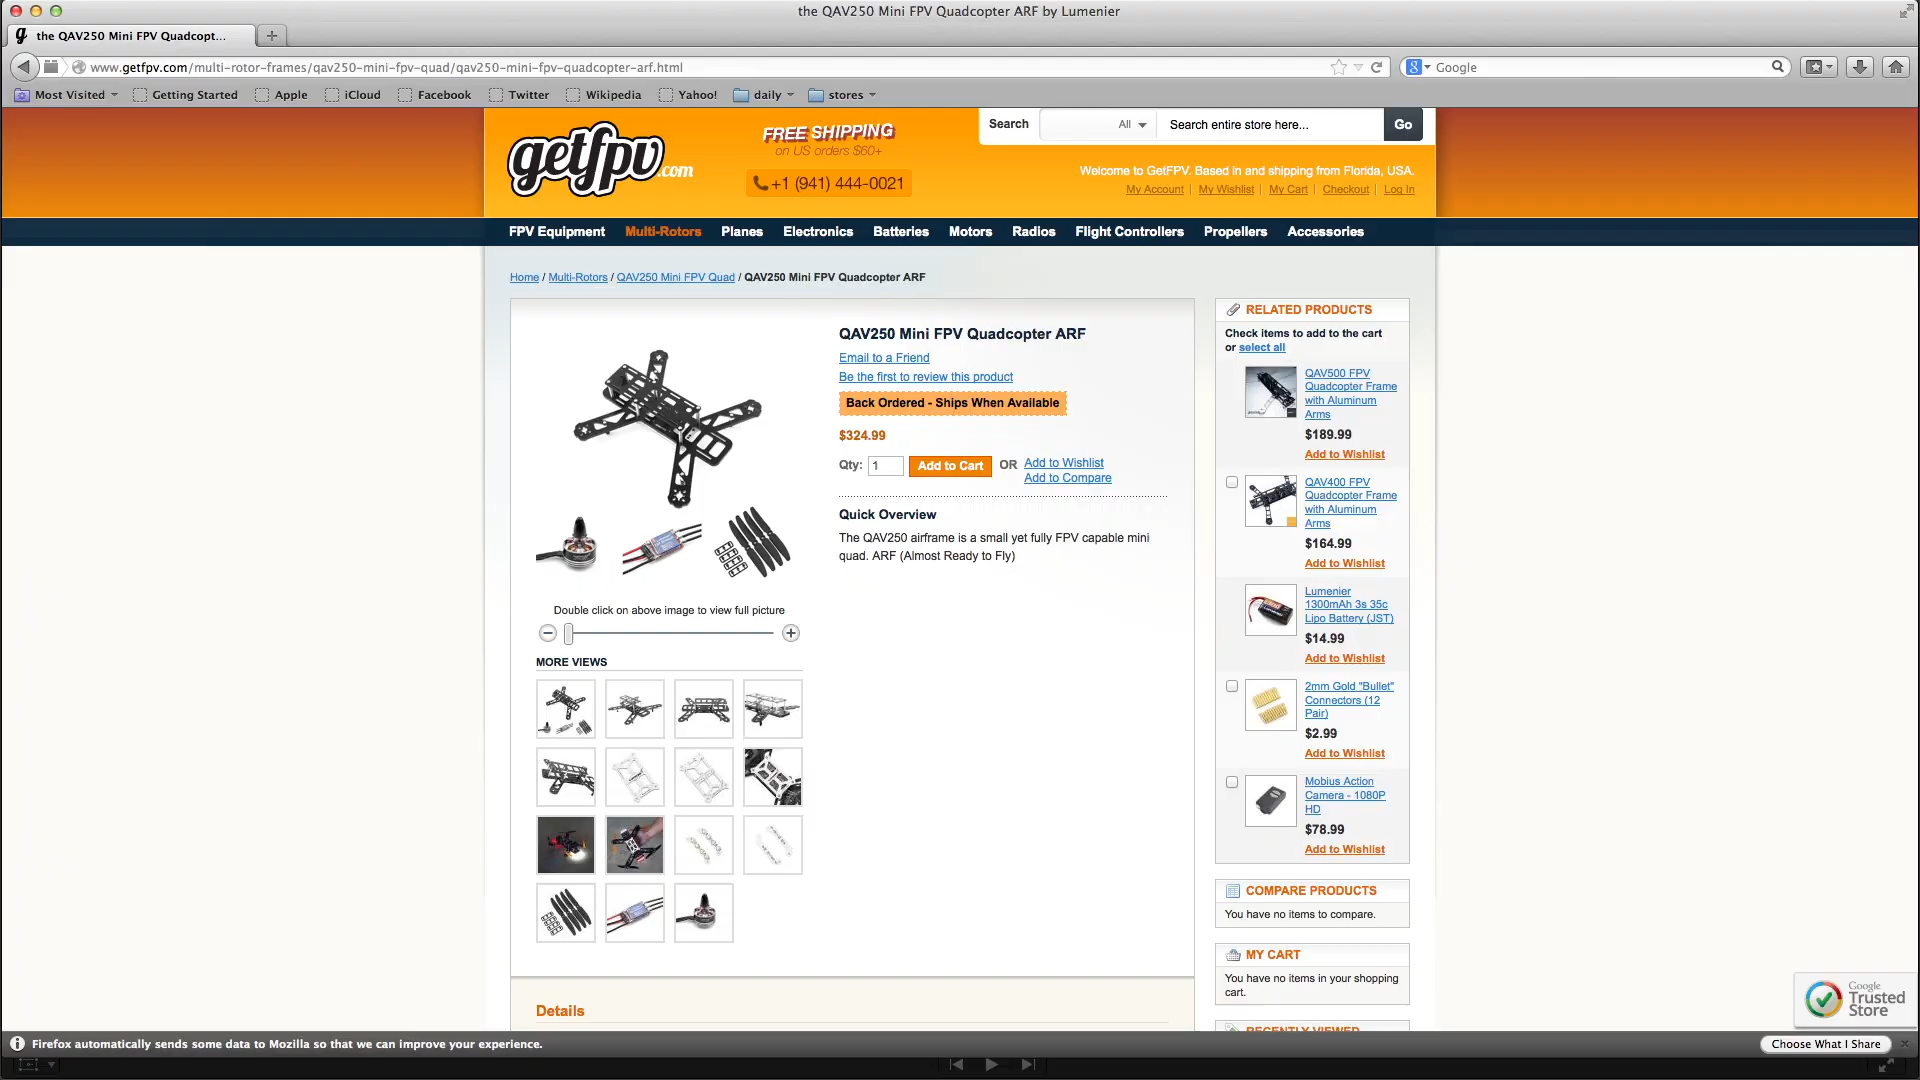 the QAV250 Mini FPV Quadcopter ARF by Lumenier
the QAV250 Mini FPV Quadcopt...
www.getfpv.com/multi-rotor-frames/qav250-mini-fpv-quad/qav250-mini-fpv-quadcopter-arf.html
Google
Most Visited
Getting Started
Apple
iCloud
Facebook
Twitter
Wikipedia
Yahoo!
daily
stores
getfpv.com
FREE SHIPPING
on US orders $60+
+1 (941) 444-0021
Search
All
Search entire store here...
Go
Welcome to GetFPV. Based in and shipping from Florida, USA.
My Account | My Wishlist | My Cart | Checkout | Log In
FPV Equipment
Multi-Rotors
Planes
Electronics
Batteries
Motors
Radios
Flight Controllers
Propellers
Accessories
Home / Multi-Rotors / QAV250 Mini FPV Quad / QAV250 Mini FPV Quadcopter ARF
QAV250 Mini FPV Quadcopter ARF
Email to a Friend
Be the first to review this product
Back Ordered - Ships When Available
$324.99
Qty: 1 Add to Cart OR Add to Wishlist
Add to Compare
Quick Overview
The QAV250 airframe is a small yet fully FPV capable mini
quad. ARF (Almost Ready to Fly)
Double click on above image to view full picture
MORE VIEWS
Details
RELATED PRODUCTS
Check items to add to the cart
or select all
QAV500 FPV
Quadcopter Frame
with Aluminum
Arms
$189.99
Add to Wishlist
QAV400 FPV
Quadcopter Frame
with Aluminum
Arms
$164.99
Add to Wishlist
Lumenier
1300mAh 3s 35c
Lipo Battery (JST)
$14.99
Add to Wishlist
2mm Gold "Bullet"
Connectors (12
Pair)
$2.99
Add to Wishlist
Mobius Action
Camera - 1080P
HD
$78.99
Add to Wishlist
COMPARE PRODUCTS
You have no items to compare.
MY CART
You have no items in your shopping
cart.
RECENTLY VIEWED
Google
Trusted
Store
Firefox automatically sends some data to Mozilla so that we can improve your experience.
Choose What I Share